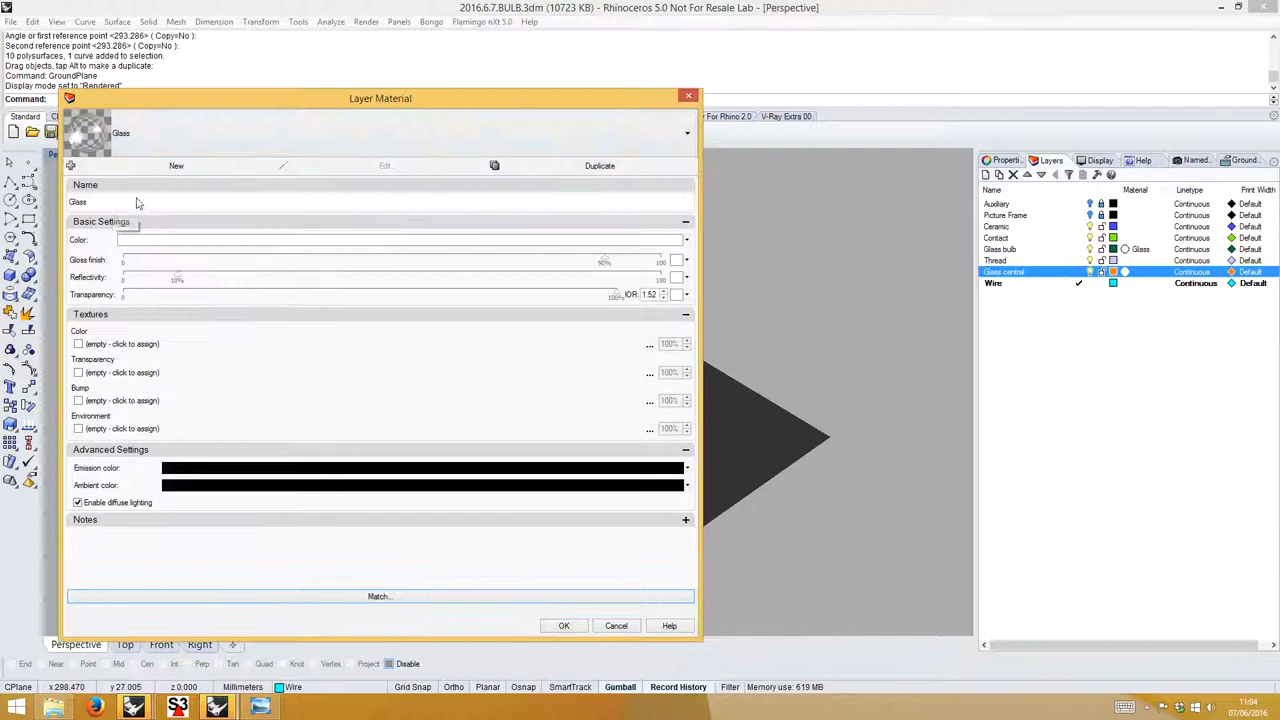 2016.6.7.BULB.3dm (10723 KB) - Rhinoceros 5.0 Not For Resale Lab - [Perspective]
File Edit View Curve Surface Solid Mesh Dimension Transform Tools Analyze Render Panels Bongo Flamingo nXt 5.0 Help
Angle or first reference point <293.286> ( Copy=No ):
Second reference point <293.286> ( Copy=No ):
10 polysurfaces, 1 curve added to selection.
Drag objects, tap Alt to make a duplicate:
Command: GroundPlane
Display mode set to "Rendered".
Command:
Layer Material
Standard
For Rhino 2.0 V-Ray Extra 00
Glass
New Edit... Duplicate
Name
Glass
Basic Settings
Color:
Gloss finish: 0 90% 100
Reflectivity: 0 10% 100
Transparency: 0 100% IOR: 1.52
Textures
Color
(empty - click to assign) ... 100%
Transparency
(empty - click to assign) ... 100%
Bump
(empty - click to assign) ... 100%
Environment
(empty - click to assign) ... 100%
Advanced Settings
Emission color:
Ambient color:
Enable diffuse lighting
Notes
Match...
OK Cancel Help
Properti... Layers Display Help Named... Ground...
Name Material Linetype Print Width
Auxiliary Continuous Default
Picture Frame Continuous Default
Ceramic Continuous Default
Contact Continuous Default
Glass bulb Glass Continuous Default
Thread Continuous Default
Glass central Continuous Default
Wire Continuous Default
Perspective Top Front Right
End Near Point Mid Cen Int Perp Tan Quad Knot Vertex Project Disable
CPlane x 298.470 y 27.005 z 0.000 Millimeters Wire Grid Snap Ortho Planar Osnap SmartTrack Gumball Record History Filter Memory use: 619 MB
S3
11:04
07/06/2016